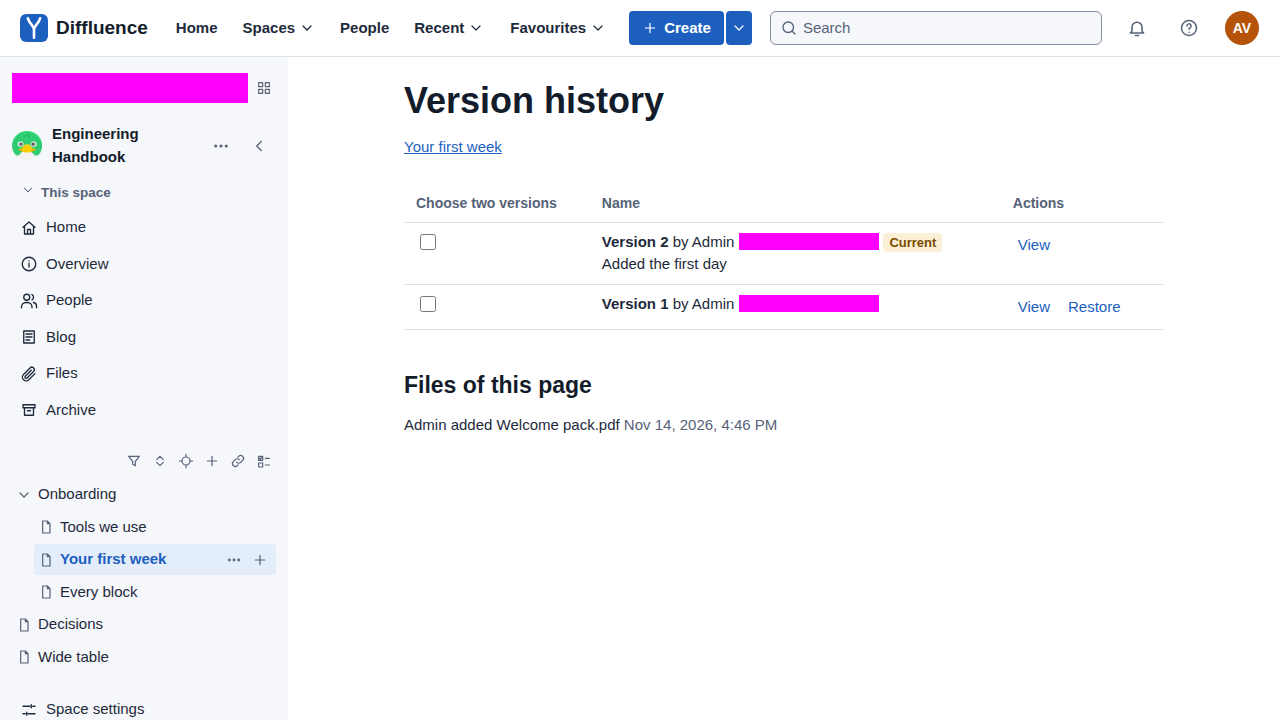 Diffluence Home Spaces People Recent Favourites Create Search AV
Engineering
Handbook
This space
Home
Overview
People
Blog
Files
Archive
Onboarding
Tools we use
Your first week
Every block
Decisions
Wide table
Space settings
Version history
Your first week
Choose two versions Name Actions
Version 2 by Admin Current View
Added the first day
Version 1 by Admin View Restore
Files of this page
Admin added Welcome pack.pdf Nov 14, 2026, 4:46 PM